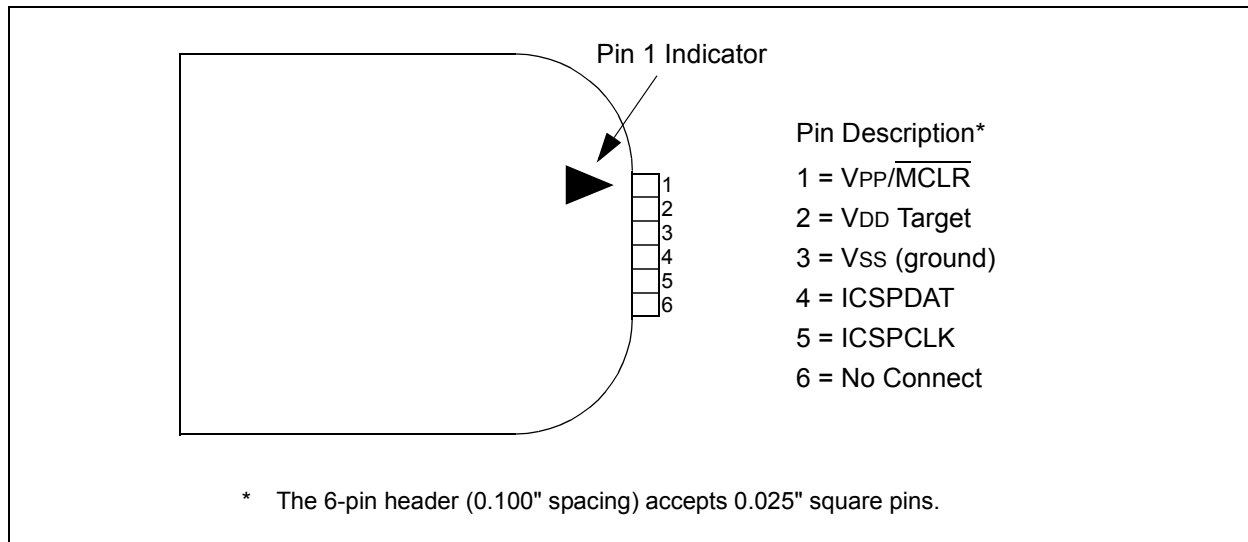 Pin 1 Indicator
1
2
3
4
5
6
Pin Description*
1 = VPP/M̅C̅L̅R̅
2 = VDD Target
3 = VSS (ground)
4 = ICSPDAT
5 = ICSPCLK
6 = No Connect
* The 6-pin header (0.100" spacing) accepts 0.025" square pins.